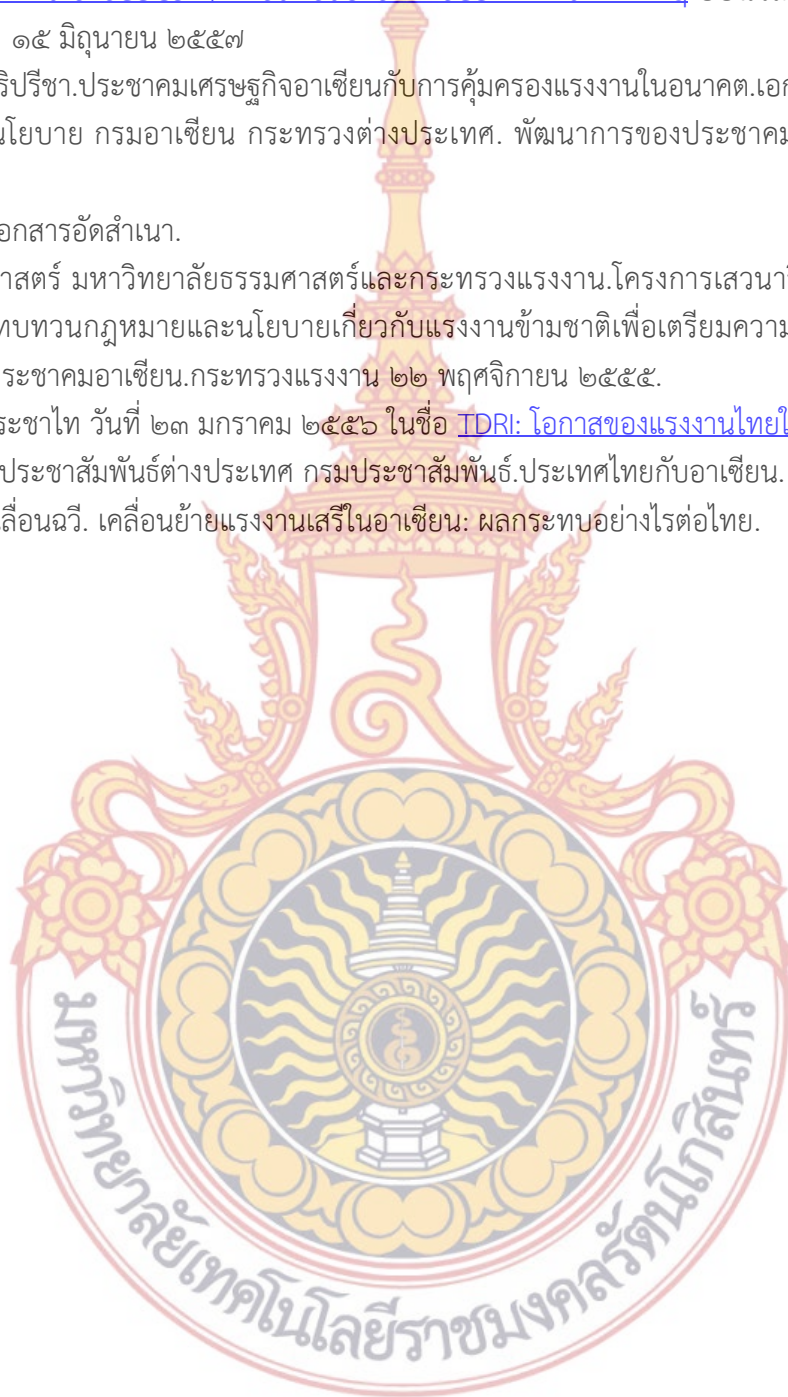 ๑๕ มิถุนายน ๒๕๕๗
ริปรีชา.ประชาคมเศรษฐกิจอาเซียนกับการคุ้มครองแรงงานในอนาคต.เอก
นโยบาย กรมอาเซียน กระทรวงต่างประเทศ. พัฒนาการของประชาคม
อกสารอัดสำเนา.
าสตร์ มหาวิทยาลัยธรรมศาสตร์และกระทรวงแรงงาน.โครงการเสวนาวิ
ทบทวนกฎหมายและนโยบายเกี่ยวกับแรงงานข้ามชาติเพื่อเตรียมความ
ระชาคมอาเซียน.กระทรวงแรงงาน ๒๒ พฤศจิกายน ๒๕๕๕.
ระชาไท วันที่ ๒๓ มกราคม ๒๕๕๖ ในชื่อ TDRI: โอกาสของแรงงานไทยใ
ประชาสัมพันธ์ต่างประเทศ กรมประชาสัมพันธ์.ประเทศไทยกับอาเซียน.
ลื่อนฉวี. เคลื่อนย้ายแรงงานเสรีในอาเซียน: ผลกระทบอย่างไรต่อไทย.
มหาวิทยาลัยเทคโนโลยีราชมงคลรัตนโกสินทร์